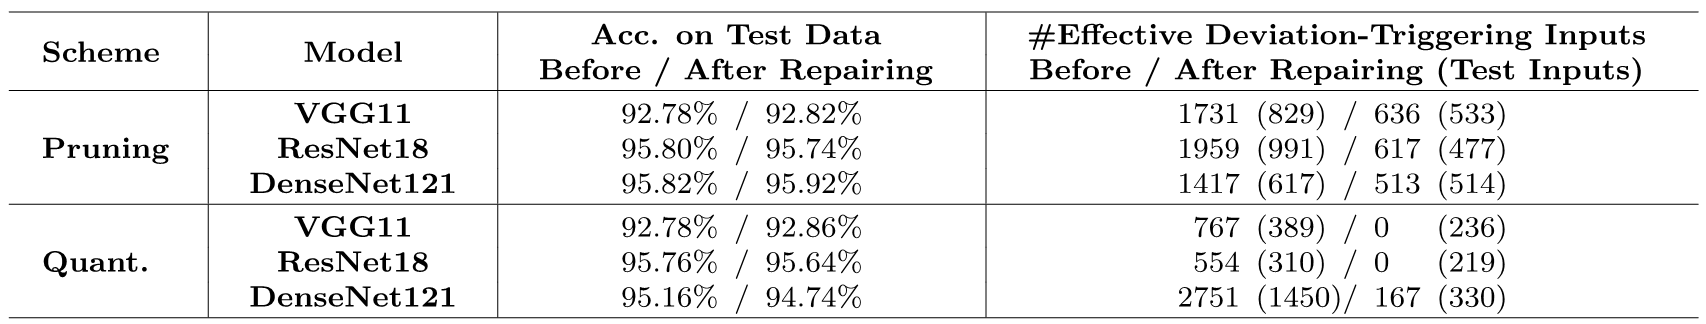 Scheme Model Acc. on Test Data #Effective Deviation-Triggering Inputs
Before / After Repairing Before / After Repairing (Test Inputs)
VGG11 92.78% / 92.82% 1731 (829) / 636 (533)
Pruning ResNet18 95.80% / 95.74% 1959 (991) / 617 (477)
DenseNet121 95.82% / 95.92% 1417 (617) / 513 (514)
VGG11 92.78% / 92.86% 767 (389) / 0 (236)
Quant. ResNet18 95.76% / 95.64% 554 (310) / 0 (219)
DenseNet121 95.16% / 94.74% 2751 (1450)/ 167 (330)